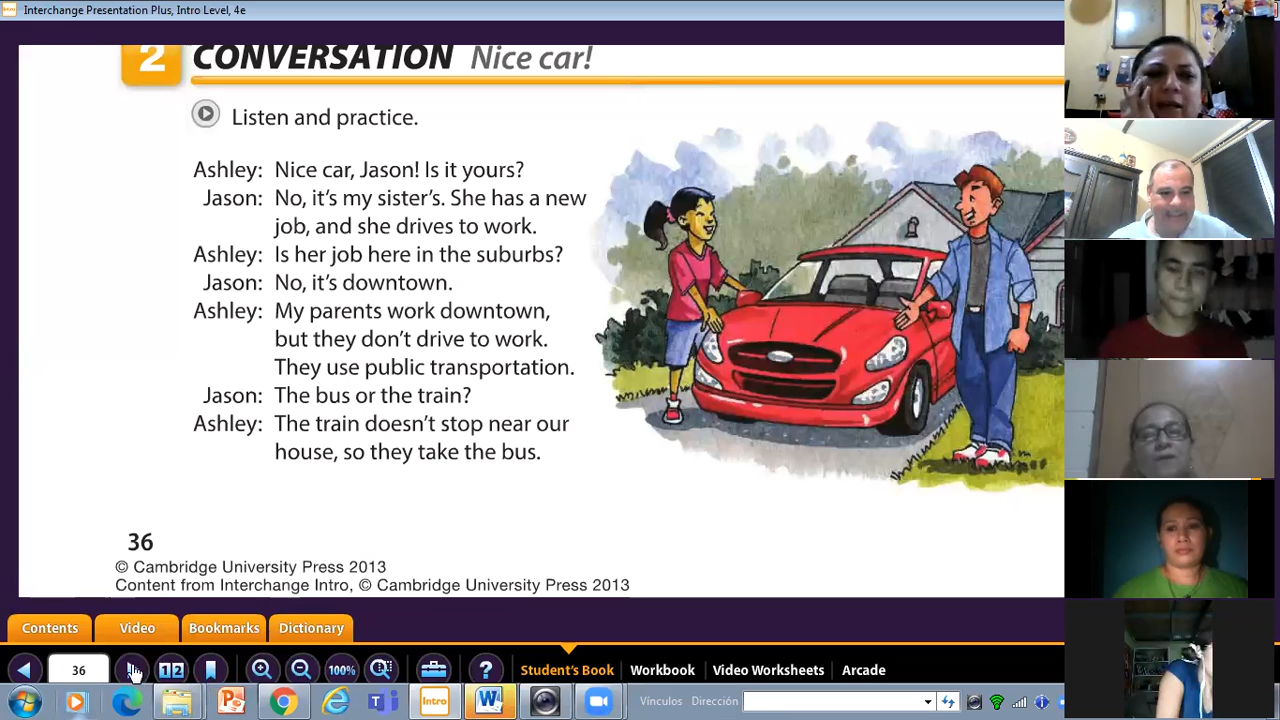 Interchange Presentation Plus, Intro Level, 4e
2 CONVERSATION Nice car!
Listen and practice.
Ashley: Nice car, Jason! Is it yours?
Jason: No, it's my sister's. She has a new
job, and she drives to work.
Ashley: Is her job here in the suburbs?
Jason: No, it's downtown.
Ashley: My parents work downtown,
but they don't drive to work.
They use public transportation.
Jason: The bus or the train?
Ashley: The train doesn't stop near our
house, so they take the bus.
36
© Cambridge University Press 2013
Content from Interchange Intro, © Cambridge University Press 2013
Contents Video Bookmarks Dictionary
36 12 100% ? Student's Book Workbook Video Worksheets Arcade
Intro Vínculos Dirección